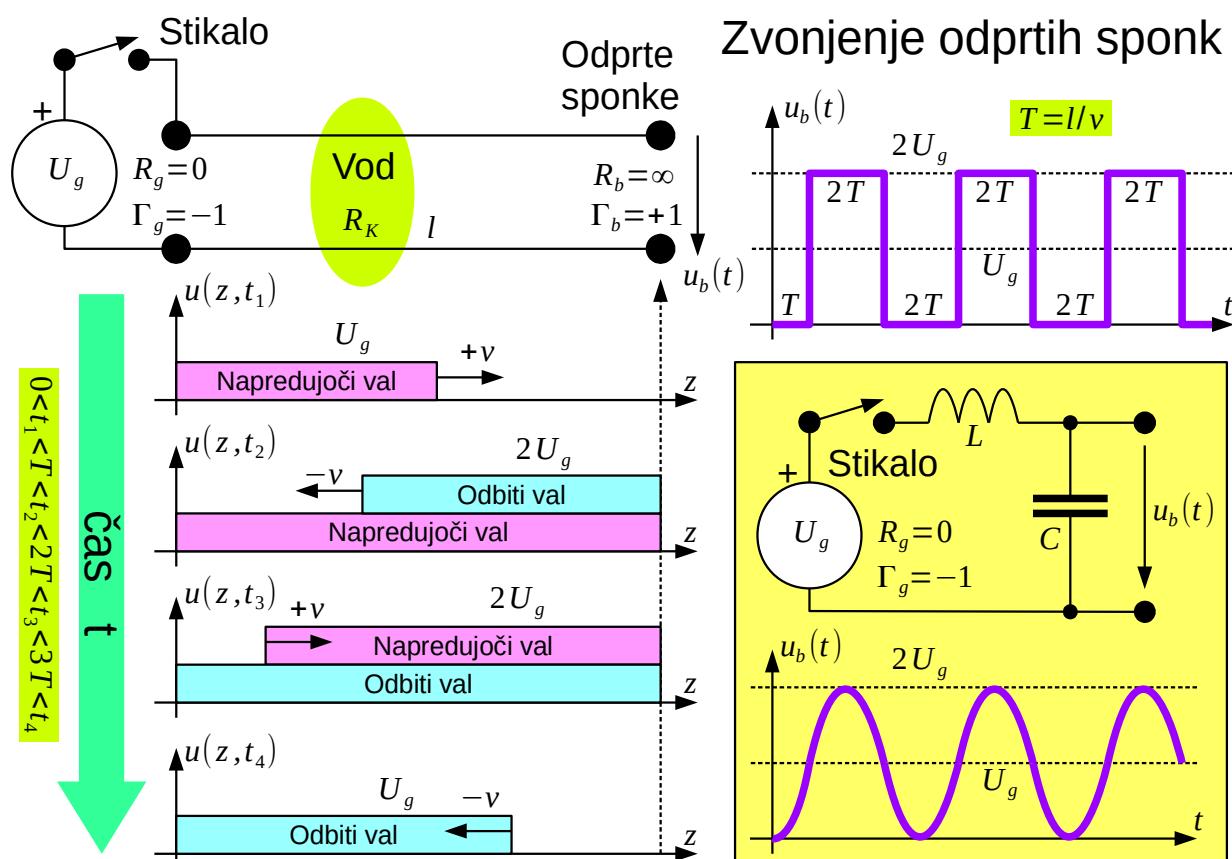 Zvonjenje odprtih sponk
Stikalo
Odprte
sponke
+
U_g
R_g=0
Γ_g=−1
Vod
R_K
l
R_b=∞
Γ_b=+1
u_b(t)
u_b(t)
T=l/v
2U_g
2T
2T
2T
U_g
T
2T
2T
t
čas t
0<t_1<T<t_2<2T<t_3<3T<t_4
u(z,t_1)
U_g
+v
Napredujoči val
z
u(z,t_2)
2U_g
−v
Odbiti val
Napredujoči val
z
u(z,t_3)
2U_g
+v
Napredujoči val
Odbiti val
z
u(z,t_4)
U_g
−v
Odbiti val
z
L
Stikalo
+
U_g
R_g=0
Γ_g=−1
C
u_b(t)
u_b(t)
2U_g
U_g
t